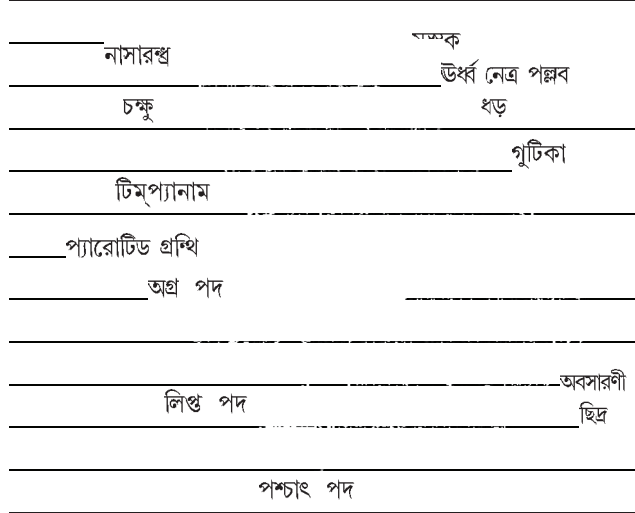 নাসারন্ধ্র
ঊর্ধ্ব নেত্র পল্লব
চক্ষু ধড়
গুটিকা
টিম্প্যানাম
প্যারোটিড গ্রন্থি
অগ্র পদ
অবসারণী
লিপ্ত পদ ছিদ্র
পশ্চাৎ পদ